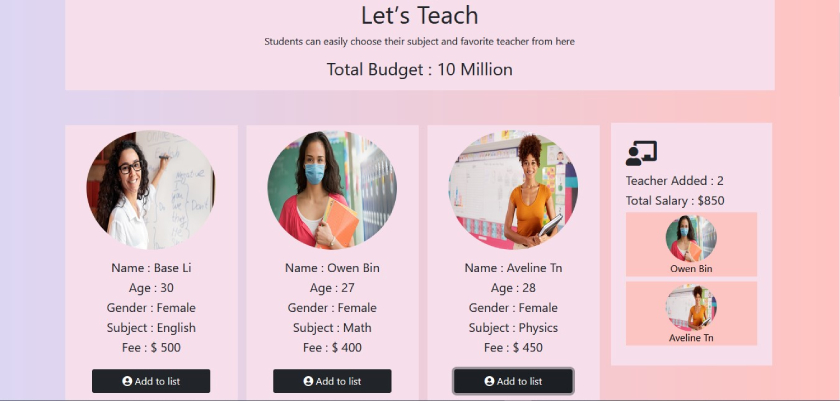 Let’s Teach
Students can easily choose their subject and favorite teacher from here
Total Budget : 10 Million
Name : Base Li
Age : 30
Gender : Female
Subject : English
Fee : $ 500
Add to list
Name : Owen Bin
Age : 27
Gender : Female
Subject : Math
Fee : $ 400
Add to list
Name : Aveline Tn
Age : 28
Gender : Female
Subject : Physics
Fee : $ 450
Add to list
Teacher Added : 2
Total Salary : $850
Owen Bin
Aveline Tn